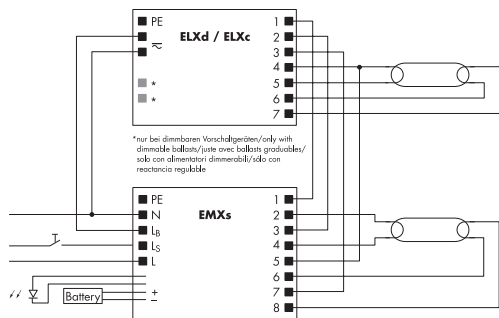 PE
ELXd / ELXc
1
2
3
4
5
6
7
*
*
*nur bei dimmbaren Vorschaltgeräten/only with
dimmable ballasts/juste avec ballasts graduables/
solo con alimentatori dimmerabili/sólo con
reactancia regulable
PE
EMXs
1
N
2
LB
3
LS
4
L
5
6
+
7
Battery
–
8